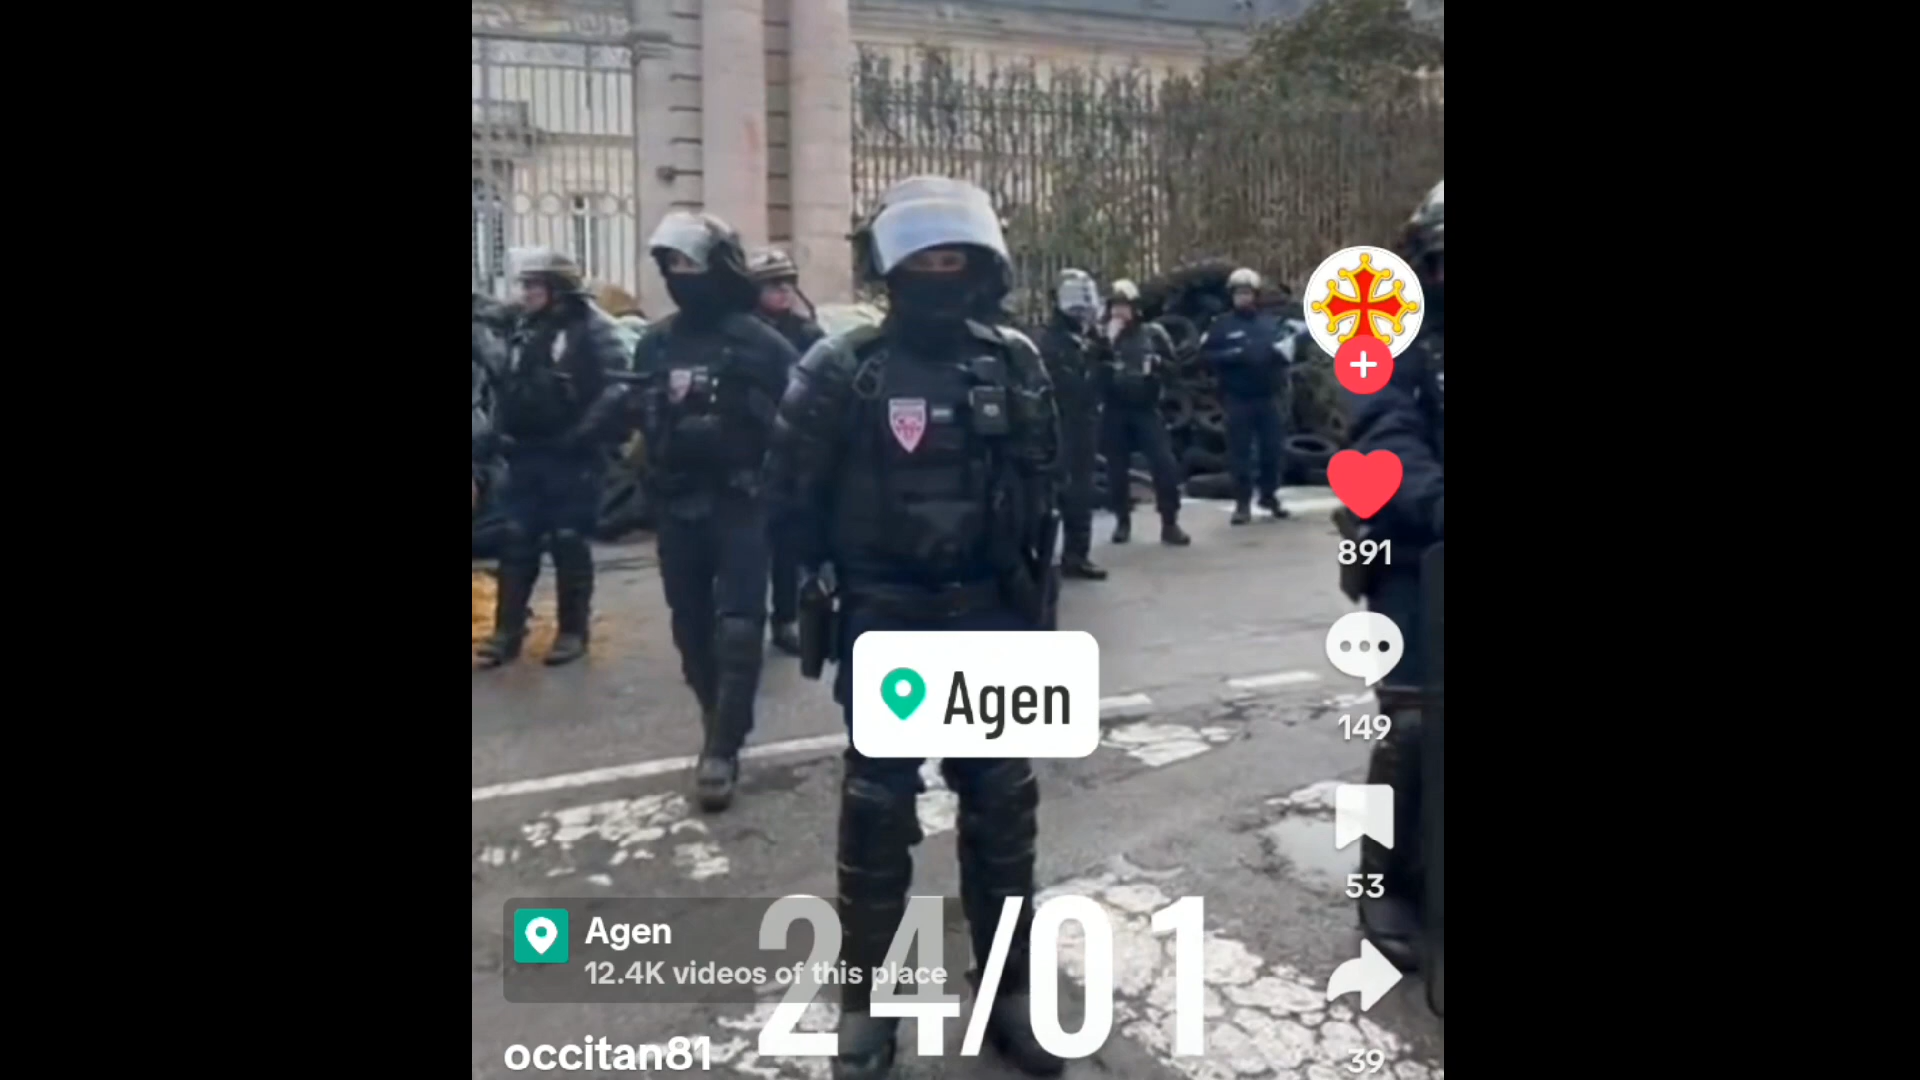 891
Agen
149
53
Agen
12.4K videos of this place
24/01
occitan81
39